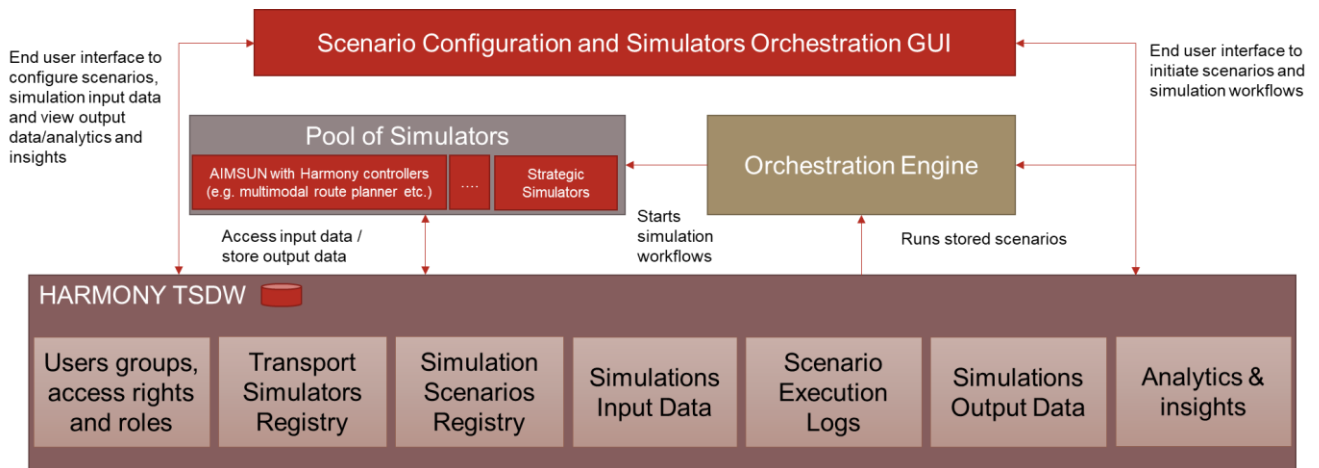 Scenario Configuration and Simulators Orchestration GUI
End user interface to
configure scenarios,
simulation input data
and view output
data/analytics and
insights
End user interface to
initiate scenarios and
simulation workflows
Pool of Simulators
AIMSUN with Harmony controllers
(e.g. multimodal route planner etc.)
....
Strategic
Simulators
Orchestration Engine
Access input data /
store output data
Starts
simulation
workflows
Runs stored scenarios
HARMONY TSDW
Users groups,
access rights
and roles
Transport
Simulators
Registry
Simulation
Scenarios
Registry
Simulations
Input Data
Scenario
Execution
Logs
Simulations
Output Data
Analytics &
insights